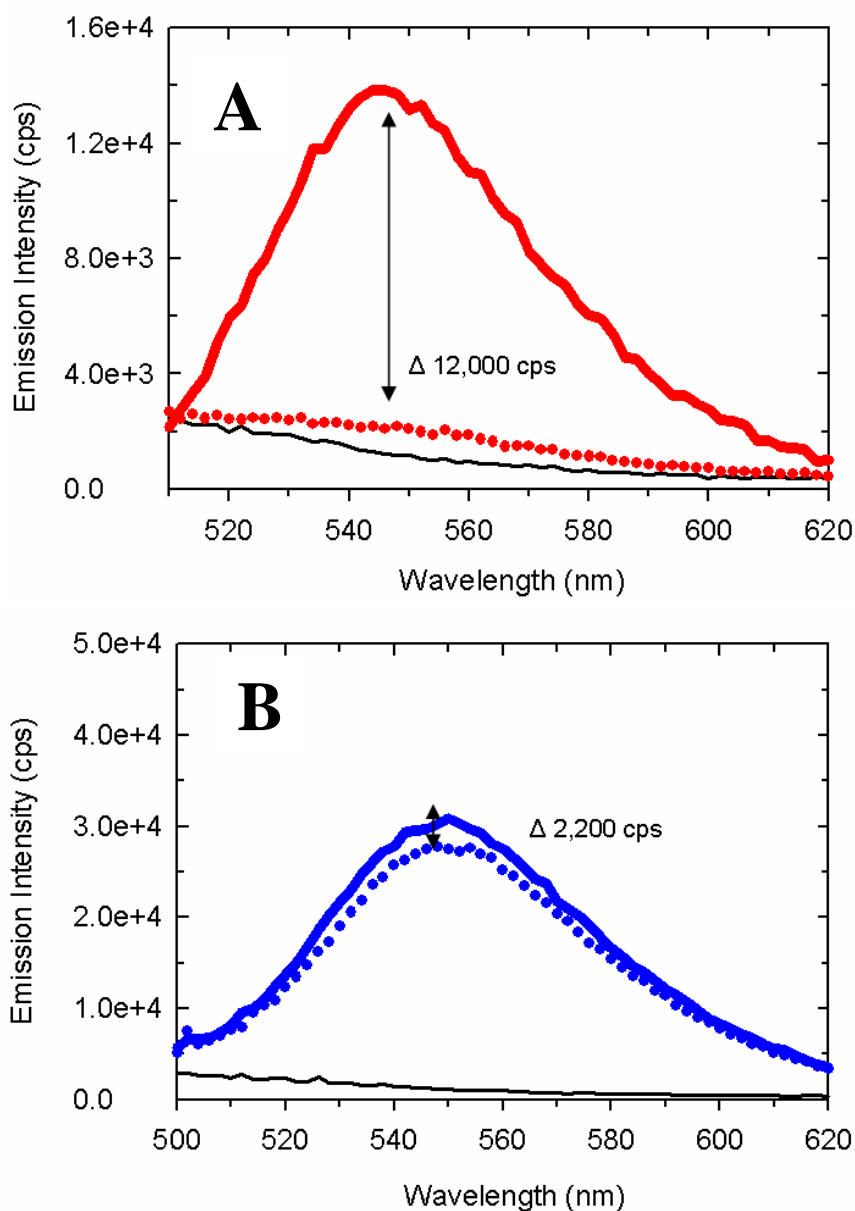 A
Emission Intensity (cps)
1.6e+4
1.2e+4
8.0e+3
4.0e+3
0.0
Δ 12,000 cps
520 540 560 580 600 620
Wavelength (nm)
B
Emission Intensity (cps)
5.0e+4
4.0e+4
3.0e+4
2.0e+4
1.0e+4
0.0
Δ 2,200 cps
500 520 540 560 580 600 620
Wavelength (nm)